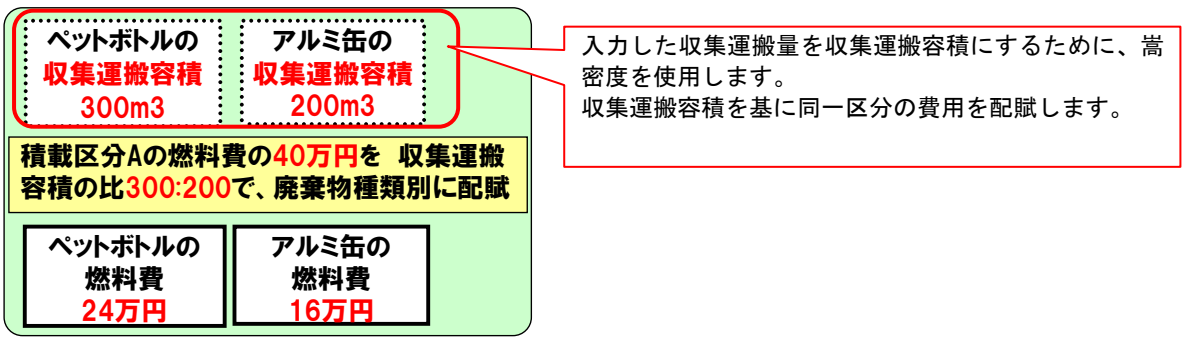 ペットボトルの
収集運搬容積
300m3
アルミ缶の
収集運搬容積
200m3
積載区分Aの燃料費の40万円を 収集運搬
容積の比300:200で、廃棄物種類別に配賦
ペットボトルの
燃料費
24万円
アルミ缶の
燃料費
16万円
入力した収集運搬量を収集運搬容積にするために、嵩
密度を使用します。
収集運搬容積を基に同一区分の費用を配賦します。